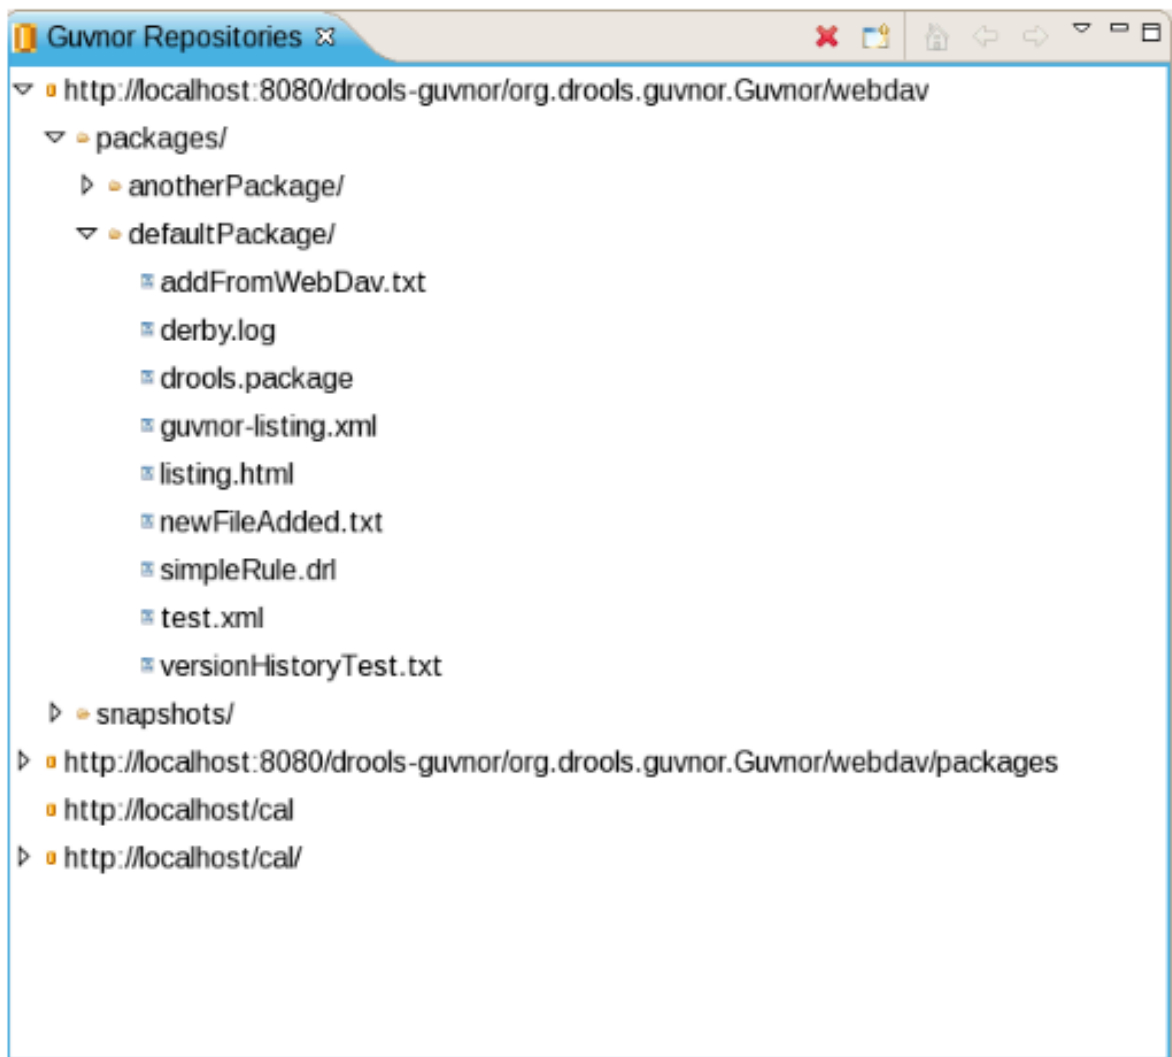 Guvnor Repositories
http://localhost:8080/drools-guvnor/org.drools.guvnor.Guvnor/webdav
packages/
anotherPackage/
defaultPackage/
addFromWebDav.txt
derby.log
drools.package
guvnor-listing.xml
listing.html
newFileAdded.txt
simpleRule.drl
test.xml
versionHistoryTest.txt
snapshots/
http://localhost:8080/drools-guvnor/org.drools.guvnor.Guvnor/webdav/packages
http://localhost/cal
http://localhost/cal/